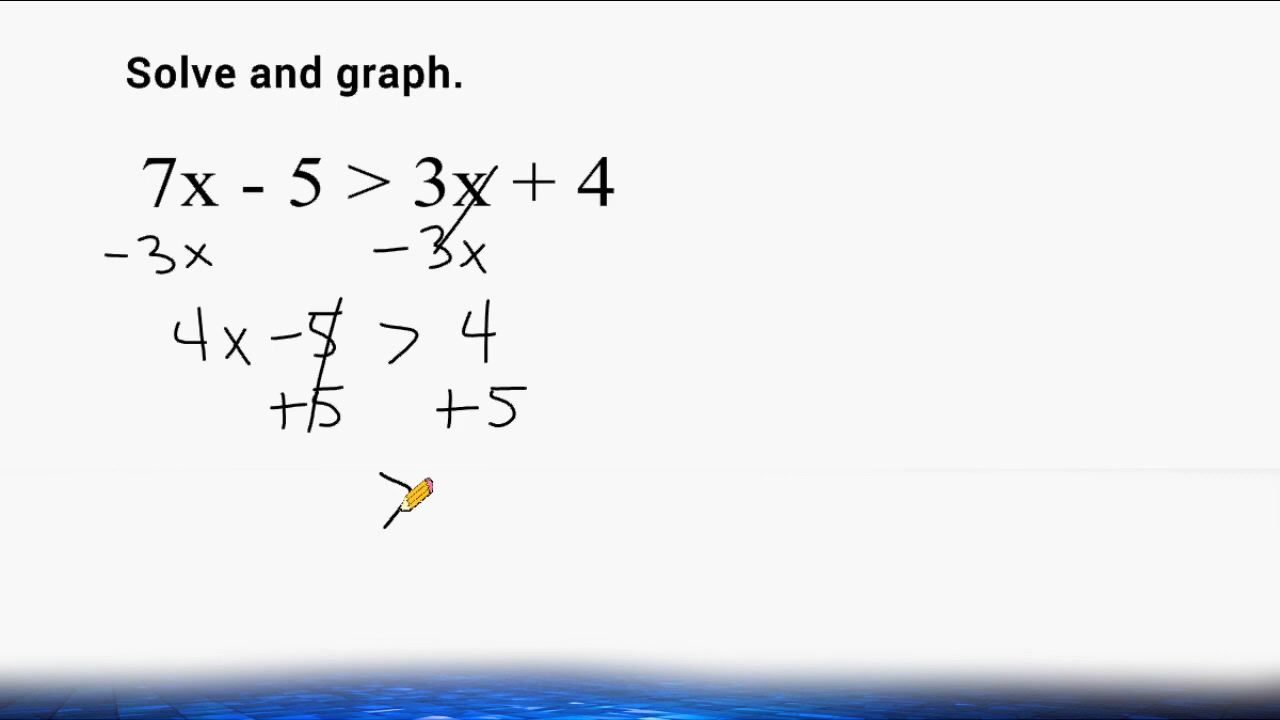 Solve and graph.
7x - 5 > 3x + 4
-3x -3x
4x -5 > 4
+5 +5
>